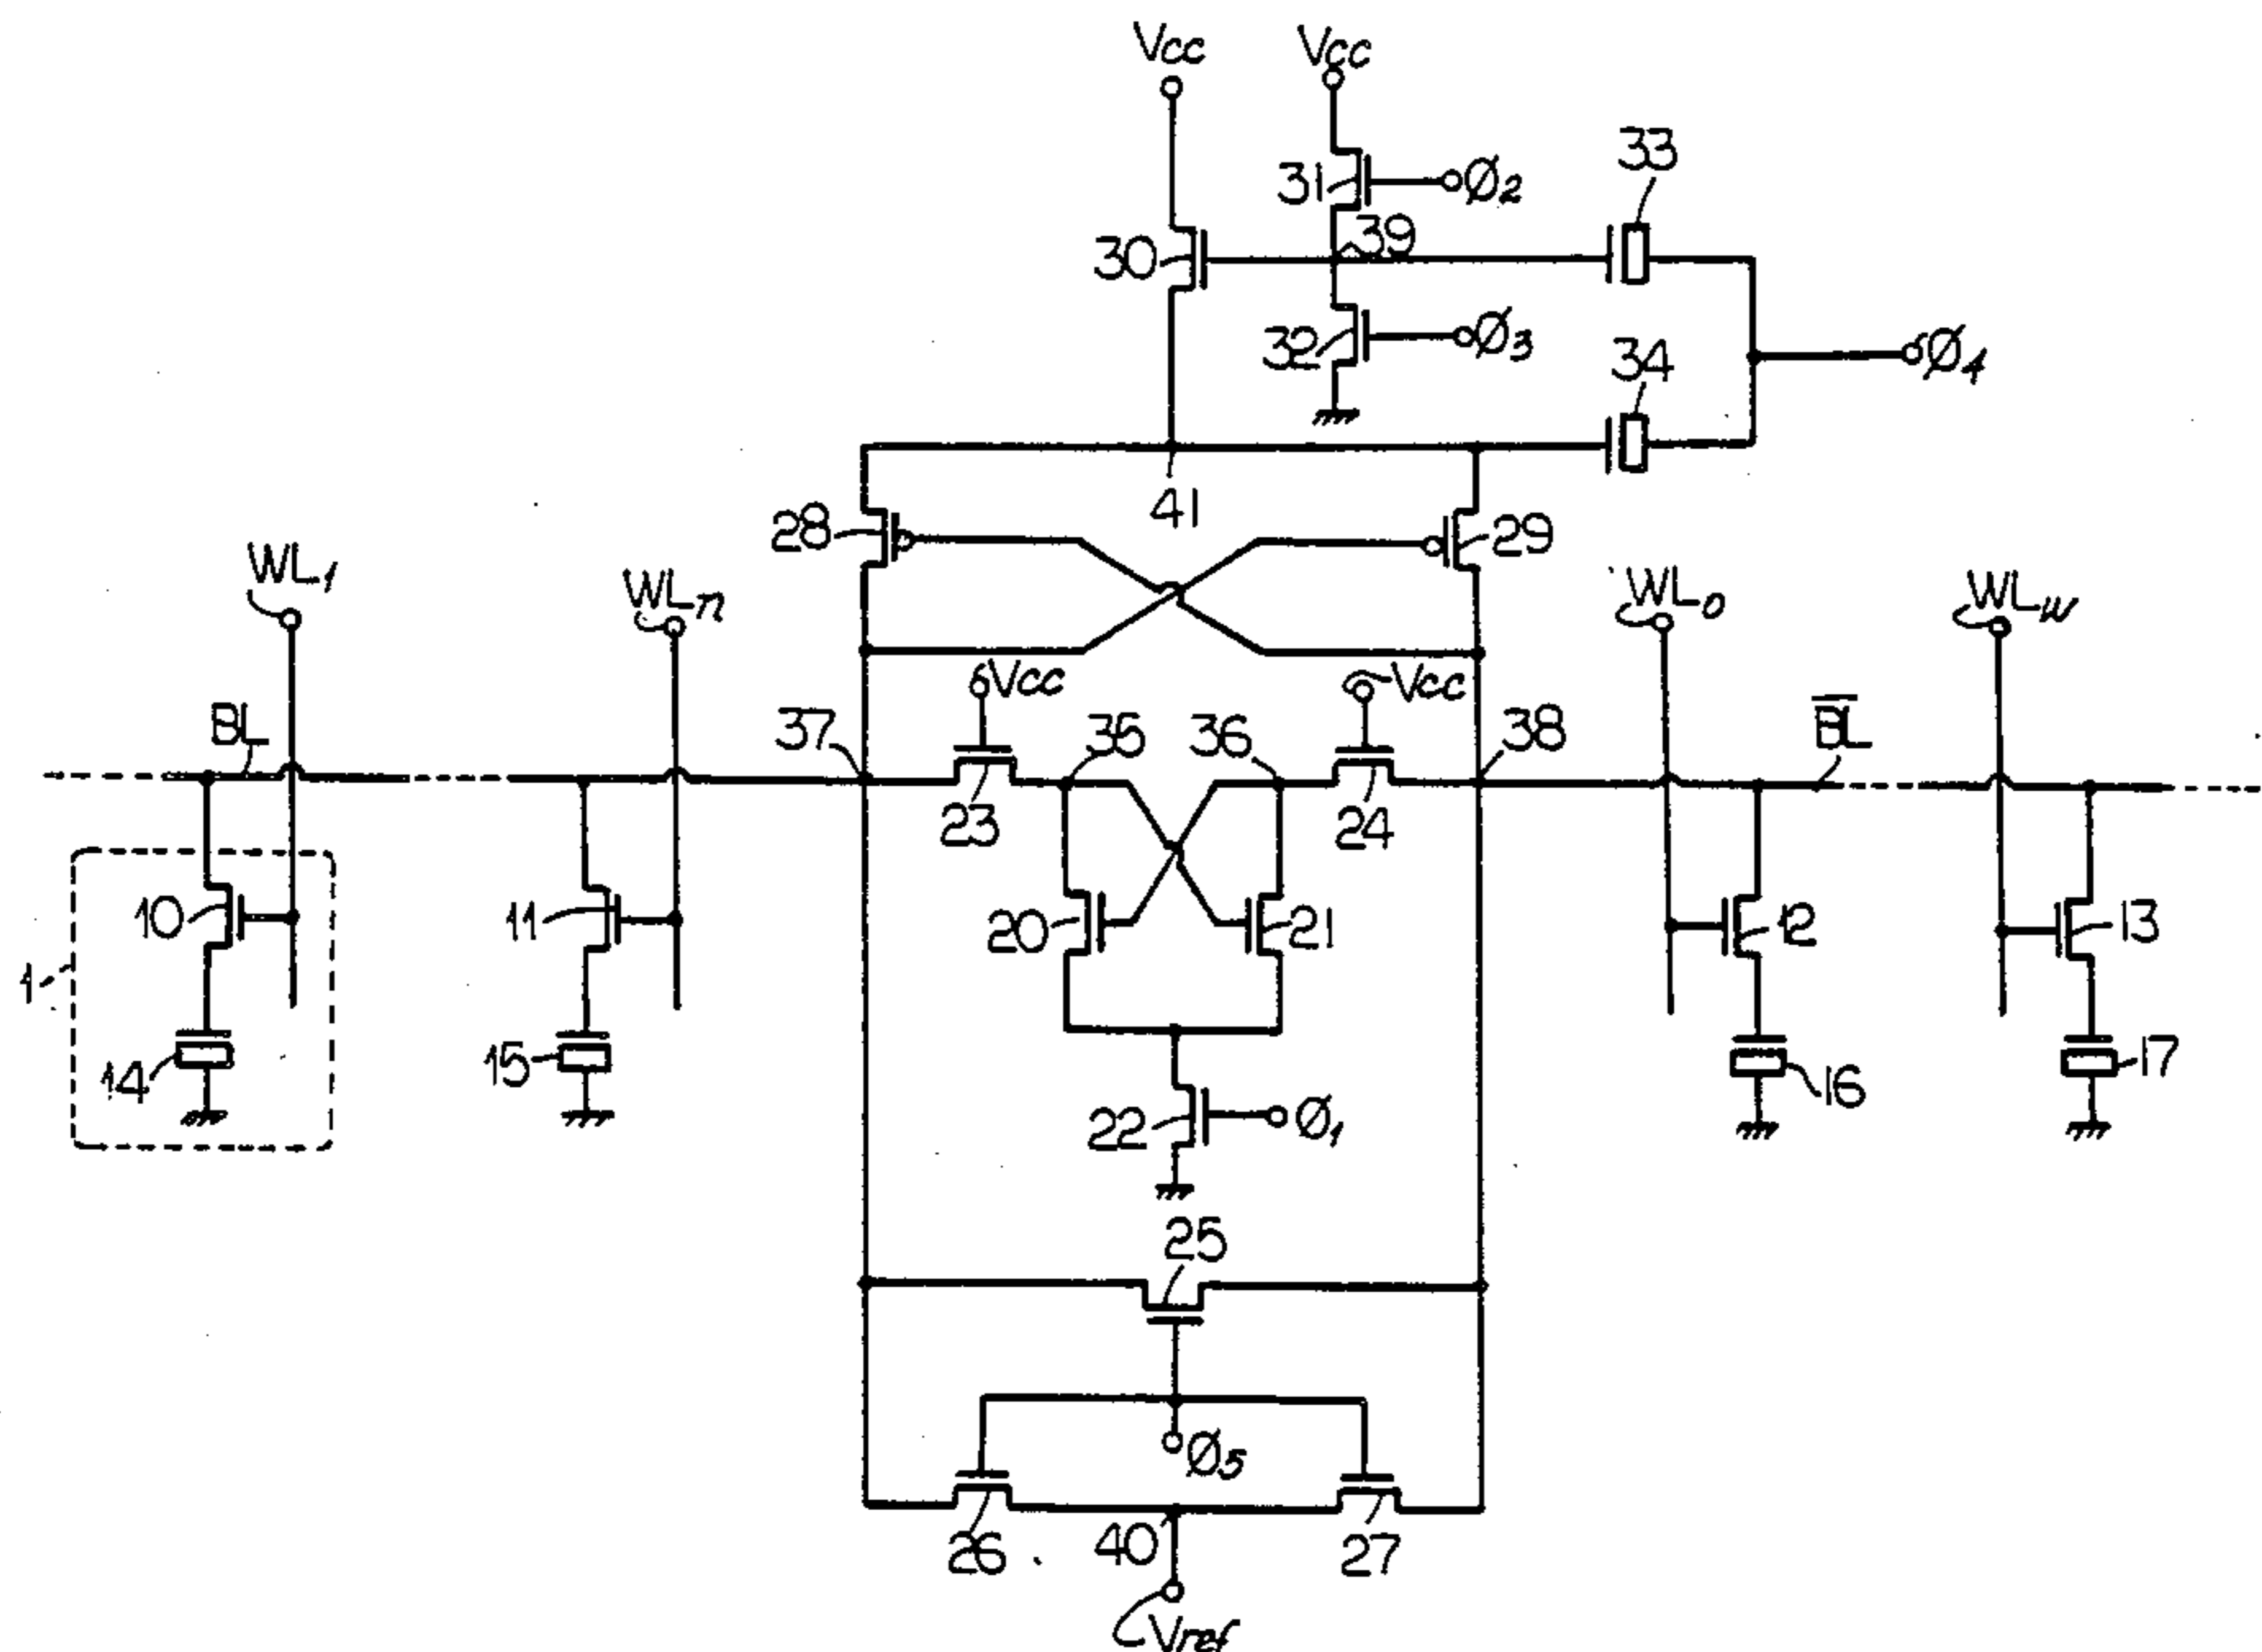 Vcc Vcc
33
31 Ø2
30 39
32 Ø3
34 Ø4
41
28 29
WL1 WLn WL0 WLw
Vcc Vcc
BL 37 35 36 38 B̅L̅
23 24
10 11 20 21 12 13
1
14 15 16 17
22 Ø1
25
Ø5
26 40 27
Vref